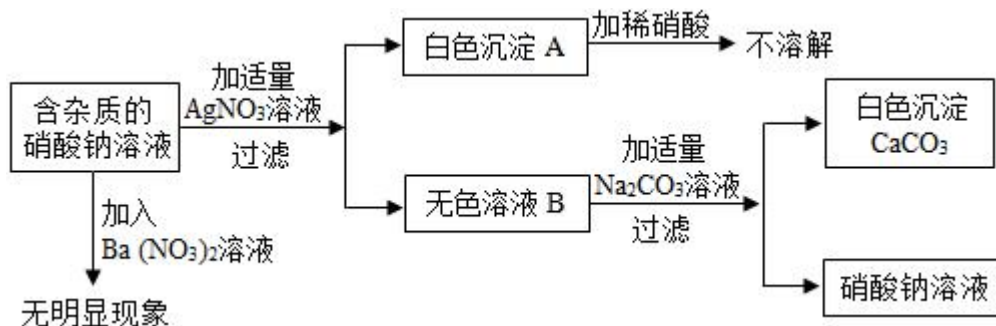 含杂质的
硝酸钠溶液
加适量
AgNO₃溶液
过滤
白色沉淀 A
加稀硝酸
不溶解
无色溶液 B
加适量
Na₂CO₃溶液
过滤
白色沉淀
CaCO₃
硝酸钠溶液
加入
Ba (NO₃)₂溶液
无明显现象